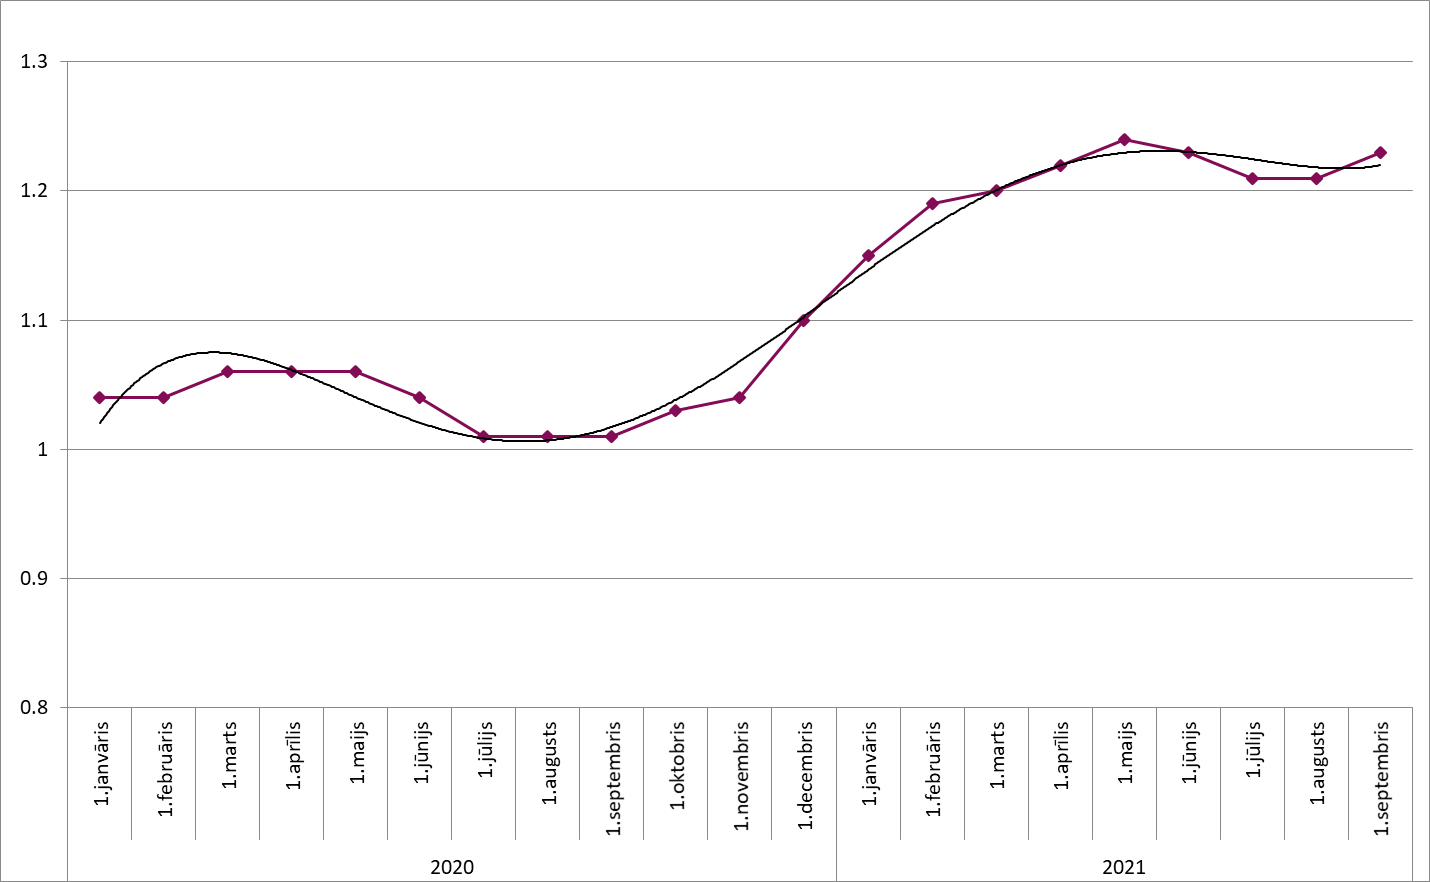 1.3
1.2
1.1
1
0.9
0.8
1.janvāris
1.februāris
1.marts
1.aprīlis
1.maijs
1.jūnijs
1.jūlijs
1.augusts
1.septembris
1.oktobris
1.novembris
1.decembris
1.janvāris
1.februāris
1.marts
1.aprīlis
1.maijs
1.jūnijs
1.jūlijs
1.augusts
1.septembris
2020
2021